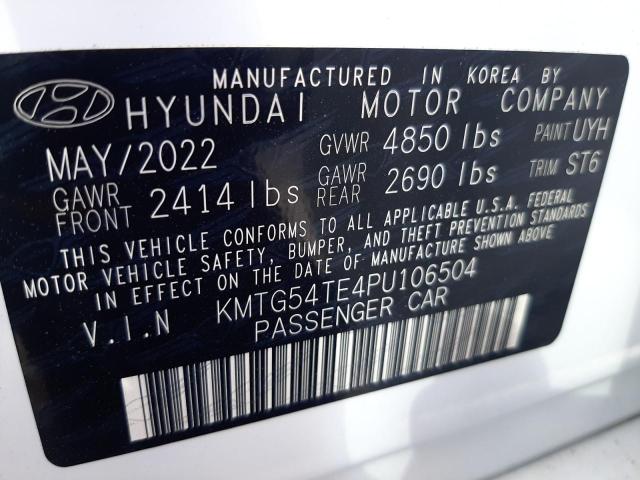 MANUFACTURED IN KOREA BY
HYUNDAI MOTOR COMPANY
MAY/2022 GVWR 4850 lbs PAINT UYH
GAWR FRONT 2414 lbs GAWR REAR 2690 lbs TRIM ST6
THIS VEHICLE CONFORMS TO ALL APPLICABLE U.S.A. FEDERAL
MOTOR VEHICLE SAFETY, BUMPER, AND THEFT PREVENTION STANDARDS
IN EFFECT ON THE DATE OF MANUFACTURE SHOWN ABOVE
V.I.N KMTG54TE4PU106504
PASSENGER CAR